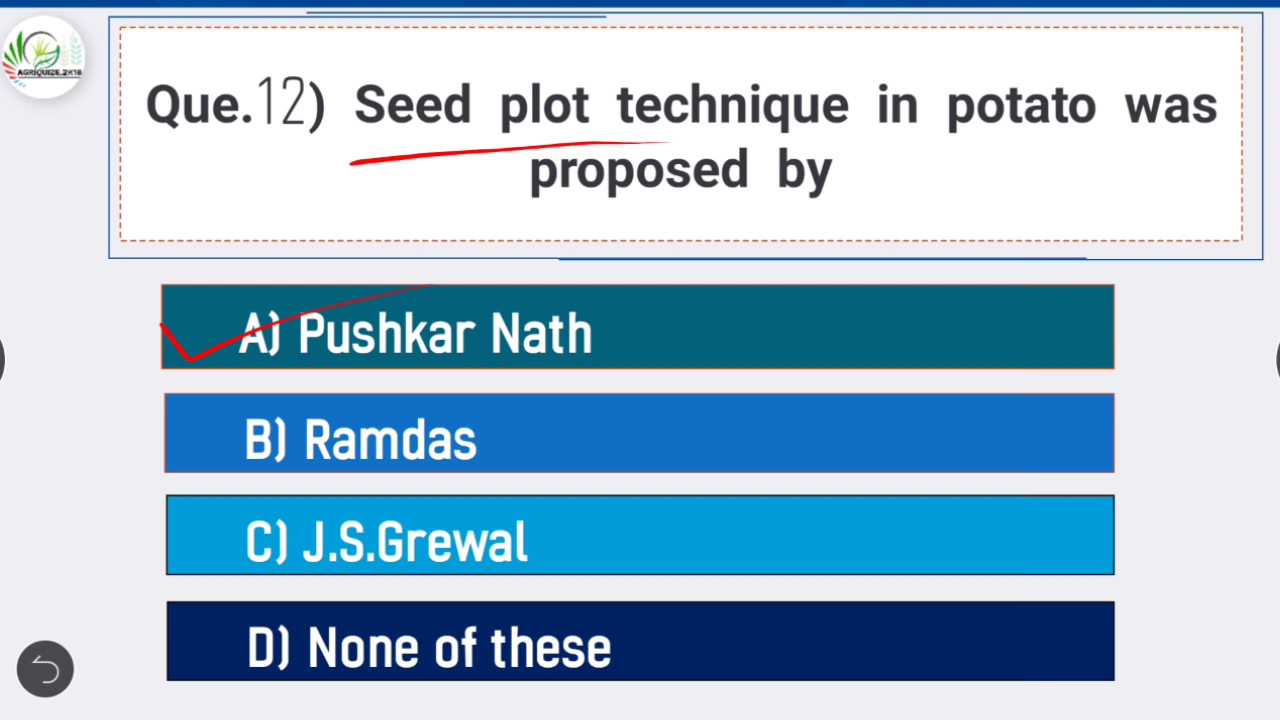 AGRIQUIZE.2K18
Que.12) Seed plot technique in potato was
proposed by
A) Pushkar Nath
B) Ramdas
C) J.S.Grewal
D) None of these